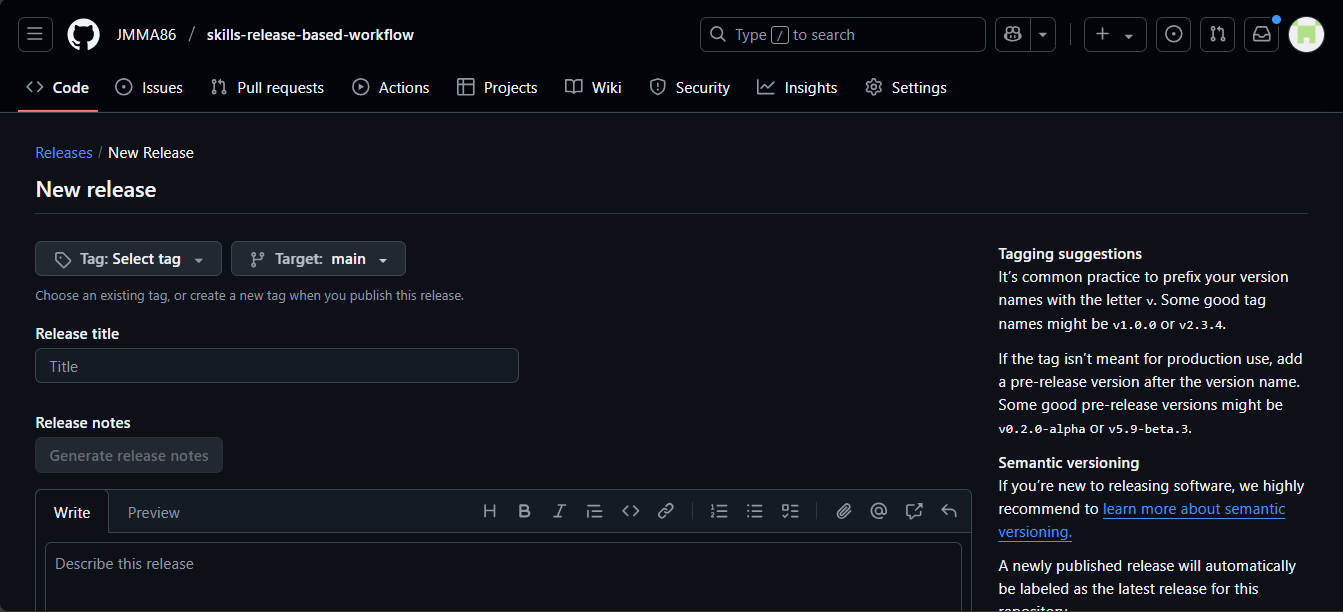 JMMA86 / skills-release-based-workflow
Type / to search
Code Issues Pull requests Actions Projects Wiki Security Insights Settings
Releases / New Release
New release
Tag: Select tag
Target: main
Choose an existing tag, or create a new tag when you publish this release.
Release title
Title
Release notes
Generate release notes
Write Preview
Describe this release
Tagging suggestions
It’s common practice to prefix your version
names with the letter v. Some good tag
names might be v1.0.0 or v2.3.4.
If the tag isn’t meant for production use, add
a pre-release version after the version name.
Some good pre-release versions might be
v0.2.0-alpha or v5.9-beta.3.
Semantic versioning
If you’re new to releasing software, we highly
recommend to learn more about semantic
versioning.
A newly published release will automatically
be labeled as the latest release for this
repository.